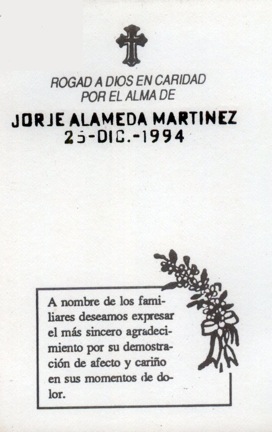 ROGAD A DIOS EN CARIDAD
POR EL ALMA DE
JORJE ALAMEDA MARTINEZ
25-DIC.-1994
A nombre de los fami-
liares deseamos expresar
el más sincero agradeci-
miento por su demostra-
ción de afecto y cariño
en sus momentos de do-
lor.